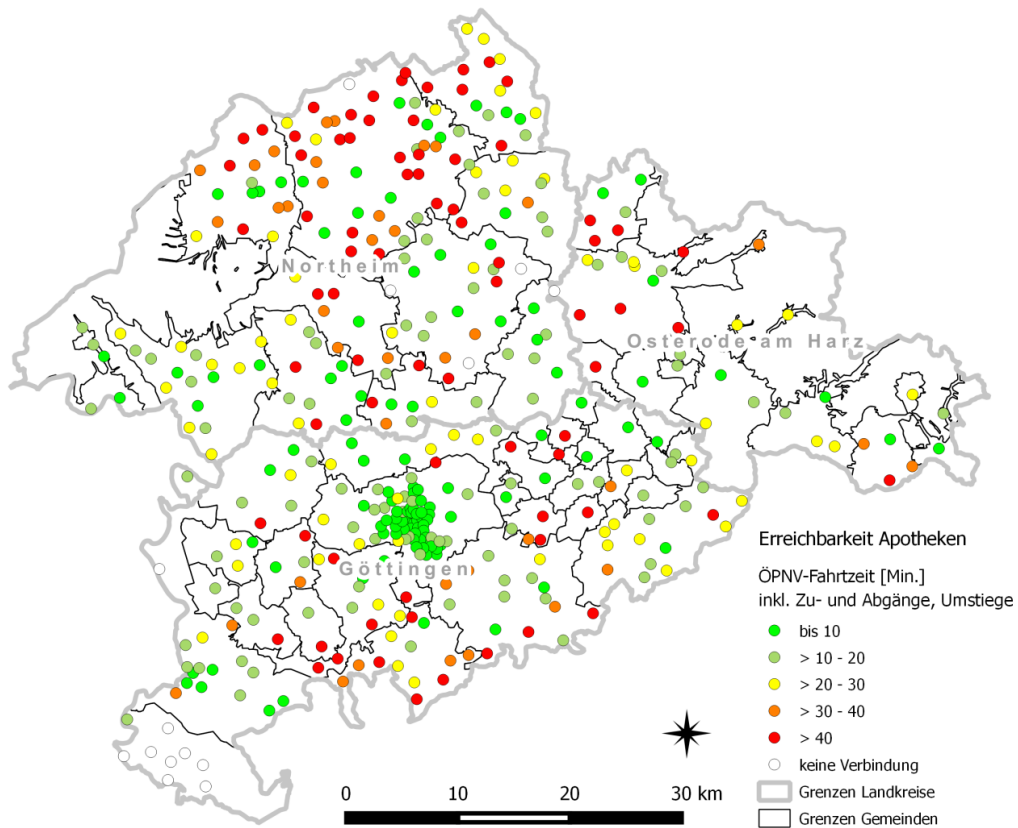 Northeim
Osterode am Harz
Göttingen
Erreichbarkeit Apotheken
ÖPNV-Fahrtzeit [Min.]
inkl. Zu- und Abgänge, Umstiege
bis 10
> 10 - 20
> 20 - 30
> 30 - 40
> 40
keine Verbindung
Grenzen Landkreise
Grenzen Gemeinden
0 10 20 30 km